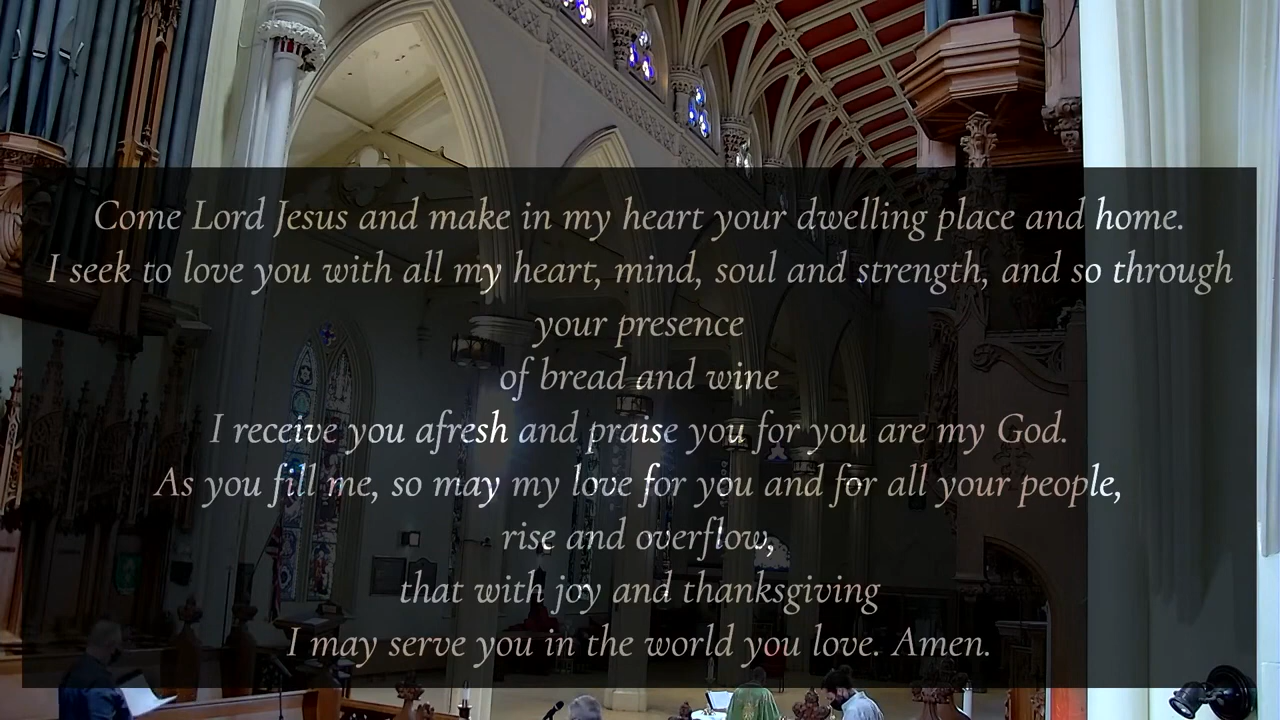 Come Lord Jesus and make in my heart your dwelling place and home.
I seek to love you with all my heart, mind, soul and strength, and so through
your presence
of bread and wine
I receive you afresh and praise you for you are my God.
As you fill me, so may my love for you and for all your people,
rise and overflow,
that with joy and thanksgiving
I may serve you in the world you love. Amen.